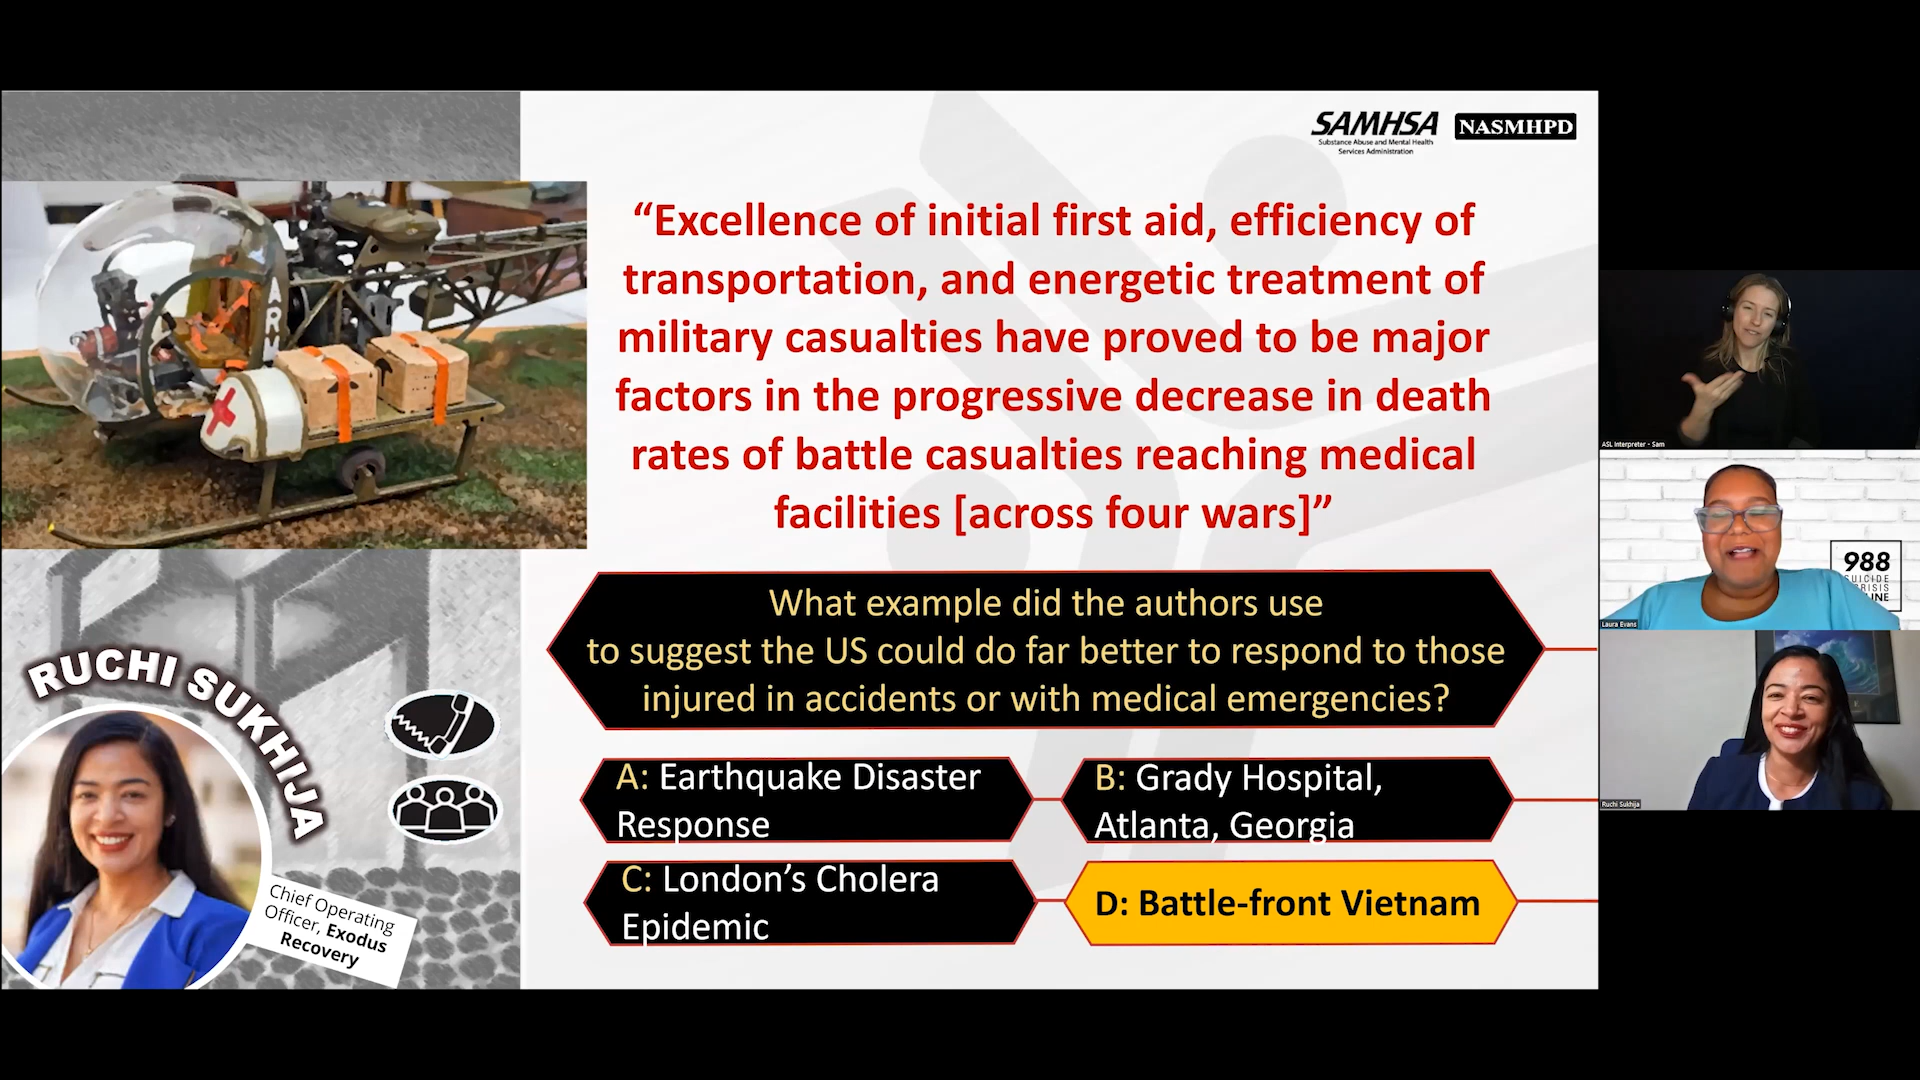 SAMHSA
Substance Abuse and Mental Health
Services Administration
NASMHPD
“Excellence of initial first aid, efficiency of
transportation, and energetic treatment of
military casualties have proved to be major
factors in the progressive decrease in death
rates of battle casualties reaching medical
facilities [across four wars]”
What example did the authors use
to suggest the US could do far better to respond to those
injured in accidents or with medical emergencies?
A: Earthquake Disaster
Response
B: Grady Hospital,
Atlanta, Georgia
C: London’s Cholera
Epidemic
D: Battle-front Vietnam
ARM
RUCHI SUKHIJA
Chief Operating
Officer, Exodus
Recovery
ASL Interpreter - Sam
988
SUICIDE
CRISIS
LINE
Laura Evans
Ruchi Sukhija